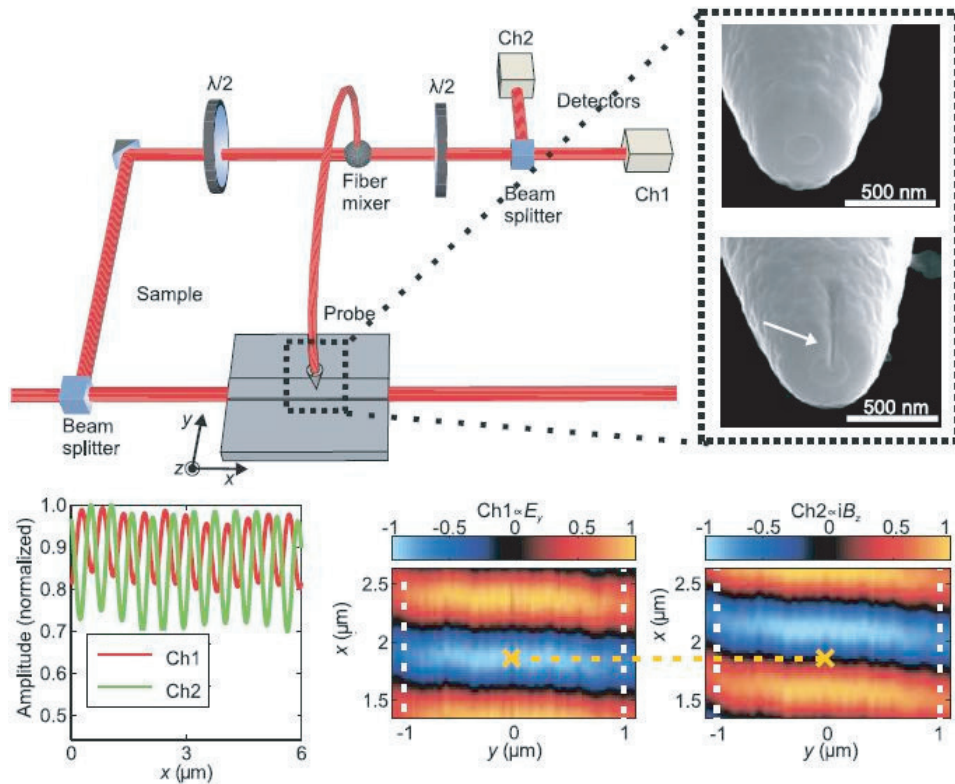 λ/2
λ/2
Ch2
Detectors
Ch1
Fiber
mixer
Beam
splitter
Sample
Probe
Beam
splitter
y
z
x
500 nm
500 nm
Amplitude (normalized)
1.0
0.9
0.8
0.7
0.6
0.5
Ch1
Ch2
0
3
6
x (µm)
Ch1∝Ey
-1
-0.5
0
0.5
1
x (µm)
2.5
2
1.5
-1
0
1
y (µm)
Ch2∝iBz
-1
-0.5
0
0.5
1
x (µm)
2.5
2
1.5
-1
0
1
y (µm)